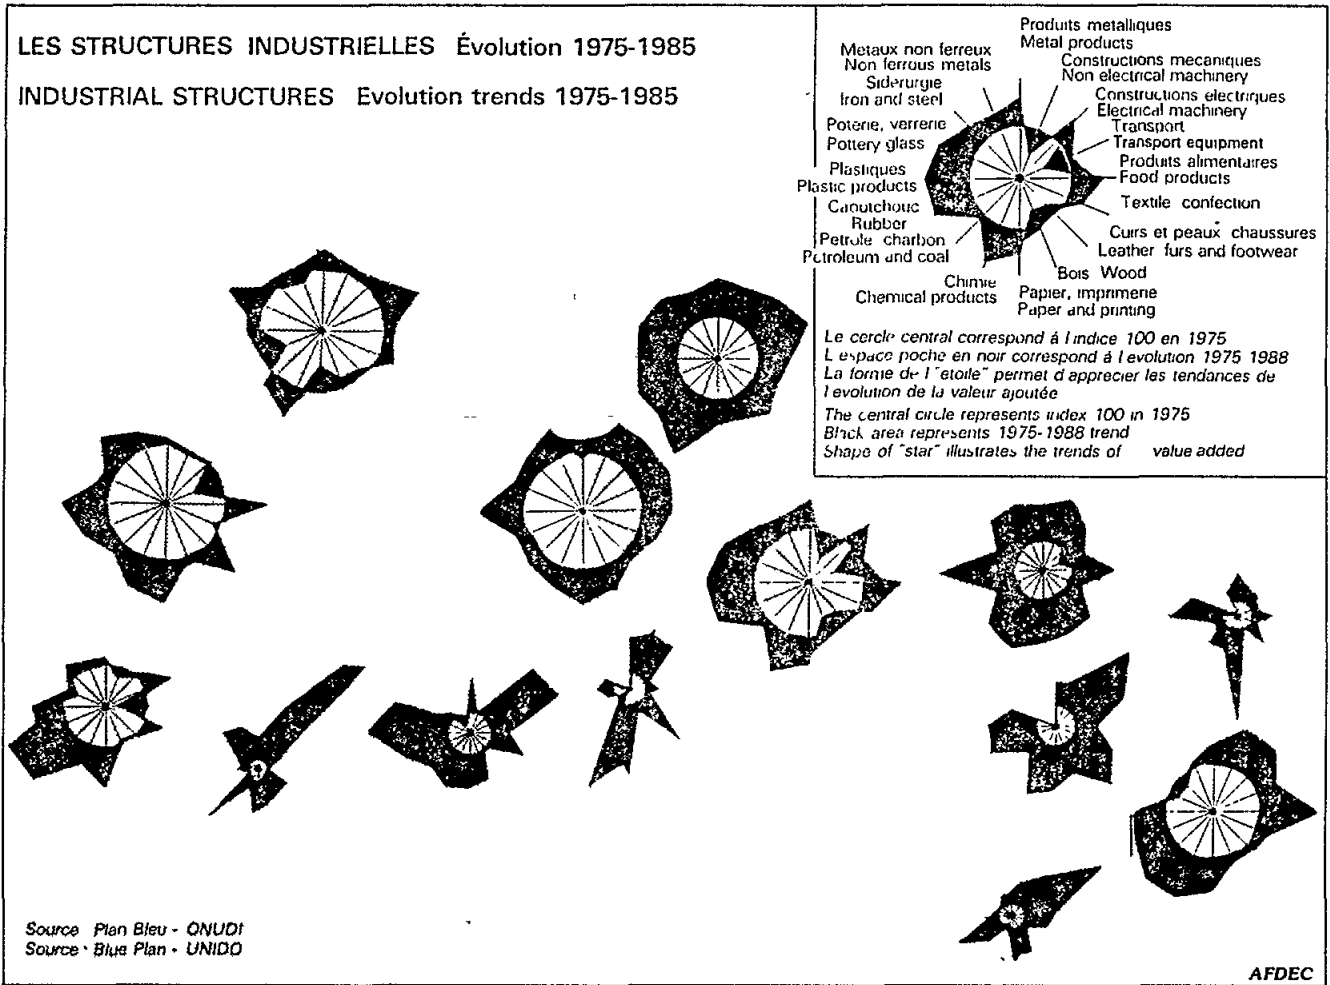 LES STRUCTURES INDUSTRIELLES Évolution 1975-1985
INDUSTRIAL STRUCTURES Evolution trends 1975-1985
Produits metalliques
Metal products
Metaux non ferreux
Non ferrous metals
Constructions mecaniques
Non electrical machinery
Siderurgie
Iron and steel
Constructions electriques
Electrical machinery
Poterie, verrerie
Pottery glass
Transport
Transport equipment
Plastiques
Plastic products
Produits alimentaires
Food products
Caoutchouc
Rubber
Textile confection
Petrole charbon
Petroleum and coal
Cuirs et peaux chaussures
Leather furs and footwear
Chimie
Chemical products
Bois Wood
Papier, imprimerie
Paper and printing
Le cercle central correspond á l indice 100 en 1975
L espace poche en noir correspond á l evolution 1975 1988
La forme de l "etoile" permet d apprecier les tendances de
l evolution de la valeur ajoutée
The central circle represents index 100 in 1975
Black area represents 1975-1988 trend
Shape of "star" illustrates the trends of value added
Source Plan Bleu - ONUDI
Source · Blue Plan - UNIDO
AFDEC